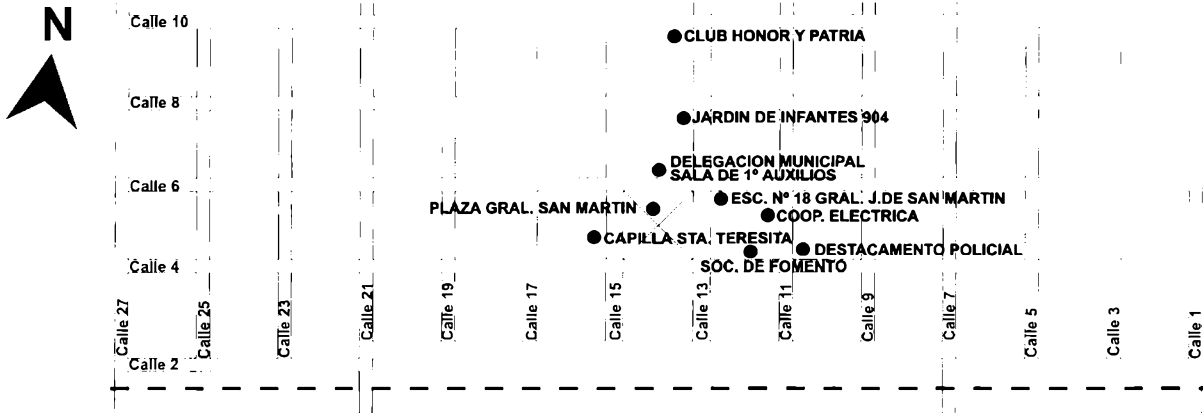 N
Calle 10
CLUB HONOR Y PATRIA
Calle 8
JARDIN DE INFANTES 904
DELEGACION MUNICIPAL
SALA DE 1º AUXILIOS
Calle 6
ESC. Nº 18 GRAL. J.DE SAN MARTIN
PLAZA GRAL. SAN MARTIN
COOP. ELECTRICA
CAPILLA STA. TERESITA
DESTACAMENTO POLICIAL
Calle 4
SOC. DE FOMENTO
Calle 27
Calle 25
Calle 23
Calle 21
Calle 19
Calle 17
Calle 15
Calle 13
Calle 11
Calle 9
Calle 7
Calle 5
Calle 3
Calle 1
Calle 2